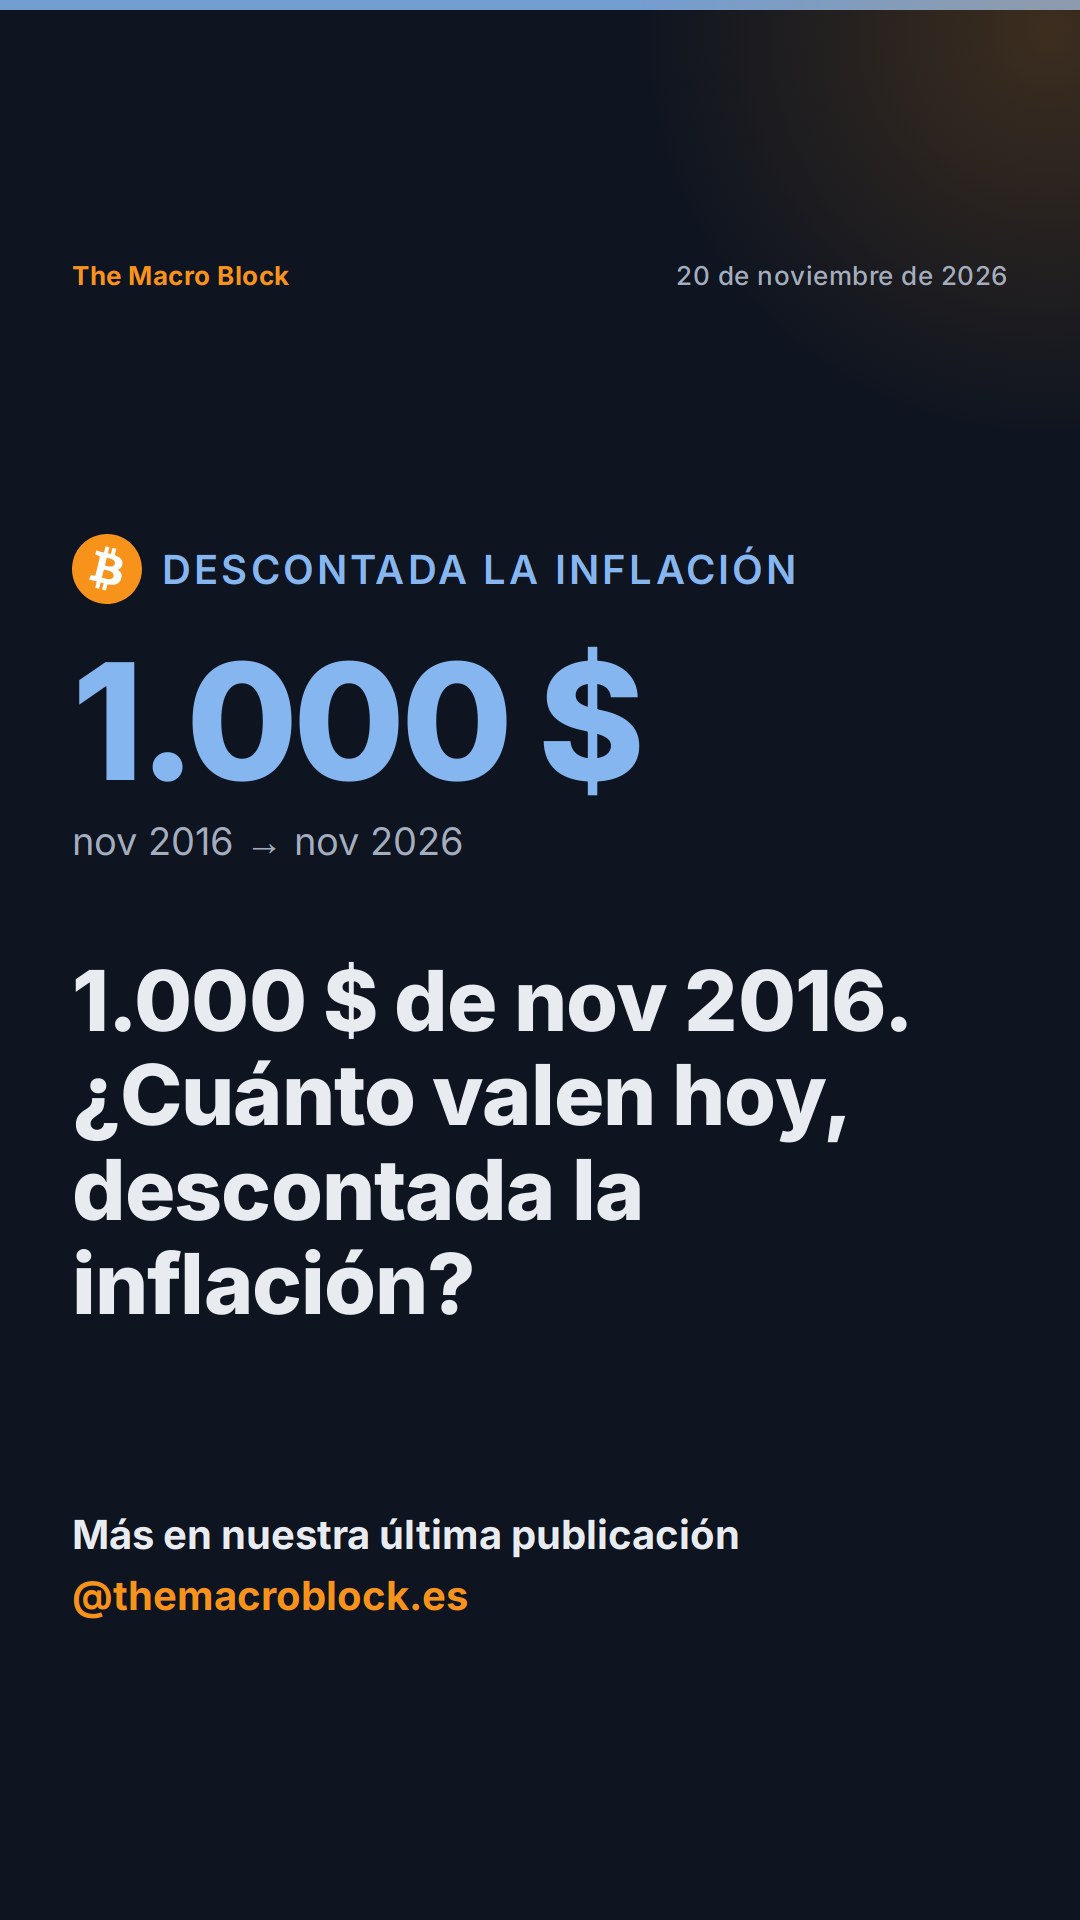 The Macro Block
20 de noviembre de 2026
DESCONTADA LA INFLACIÓN
1.000 $
nov 2016 → nov 2026
1.000 $ de nov 2016.
¿Cuánto valen hoy,
descontada la
inflación?
Más en nuestra última publicación
@themacroblock.es